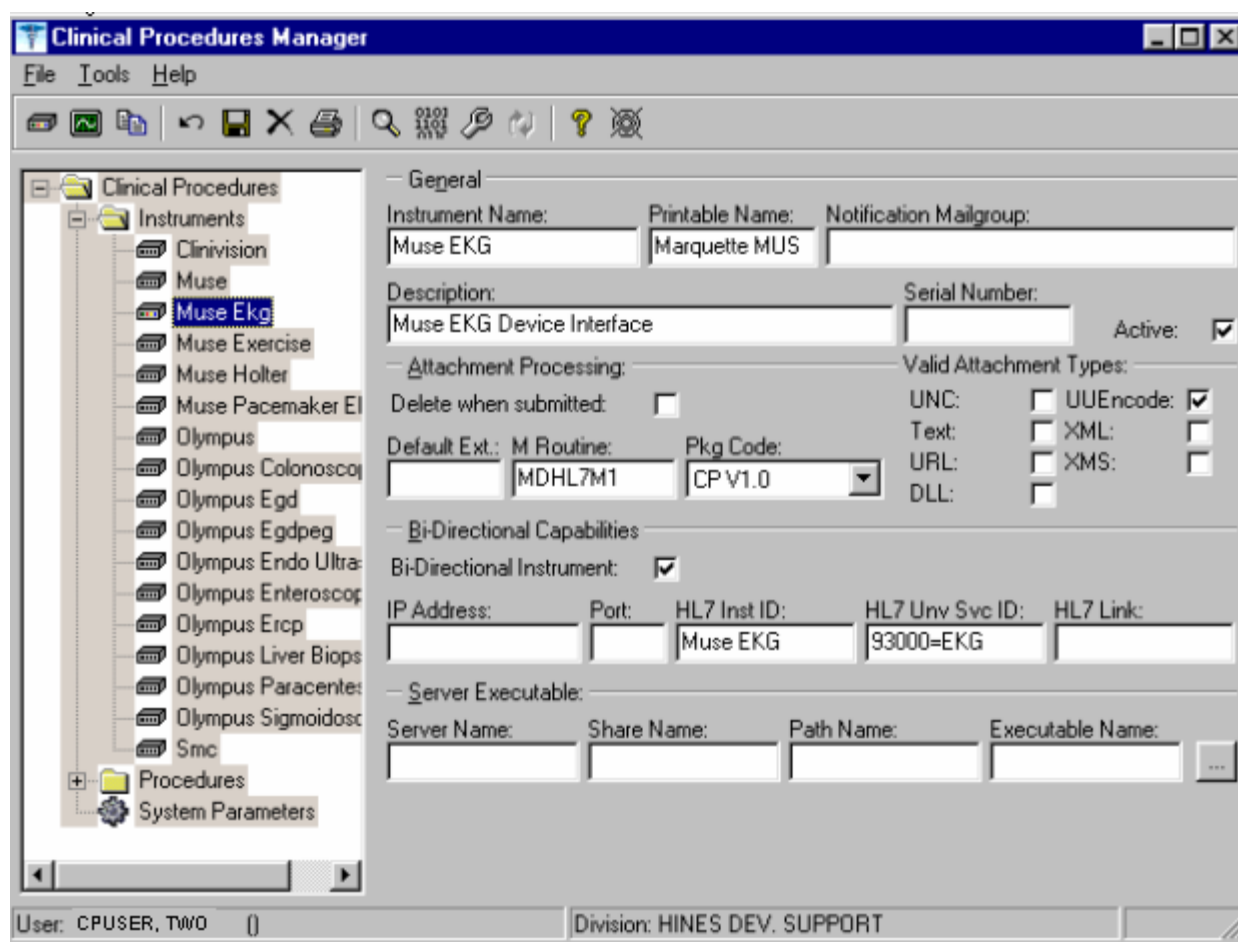 Clinical Procedures Manager
File Tools Help
Clinical Procedures
Instruments
Clinivision
Muse
Muse Ekg
Muse Exercise
Muse Holter
Muse Pacemaker El
Olympus
Olympus Colonoscop
Olympus Egd
Olympus Egdpeg
Olympus Endo Ultra
Olympus Enteroscop
Olympus Ercp
Olympus Liver Biops
Olympus Paracentes
Olympus Sigmoidosc
Smc
Procedures
System Parameters
General
Instrument Name: Printable Name: Notification Mailgroup:
Muse EKG Marquette MUS
Description: Serial Number:
Muse EKG Device Interface
Active:
Attachment Processing: Valid Attachment Types:
Delete when submitted: UNC: UUEncode:
Text: XML:
Default Ext.: M Routine: Pkg Code:
URL: XMS:
MDHL7M1 CP V1.0
DLL:
Bi-Directional Capabilities
Bi-Directional Instrument:
IP Address: Port: HL7 Inst ID: HL7 Unv Svc ID: HL7 Link:
Muse EKG 93000=EKG
Server Executable:
Server Name: Share Name: Path Name: Executable Name:
...
User: CPUSER, TWO () Division: HINES DEV. SUPPORT